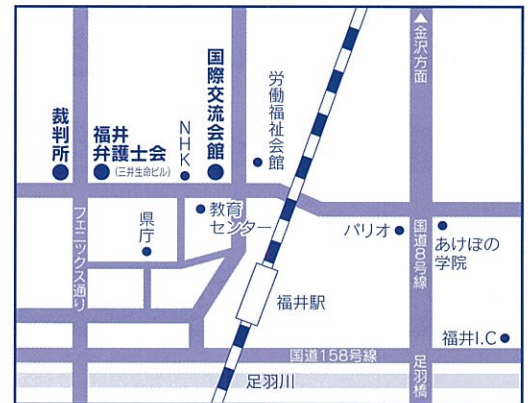 ▲金沢方面
国際交流会館
労働福祉会館
裁判所
福井
弁護士会
(三井生命ビル)
NHK
フェニックス通り
県庁
教育
センター
パリオ
国道8号線
あけぼの
学院
福井駅
福井I.C
国道158号線
足羽川
足羽橋